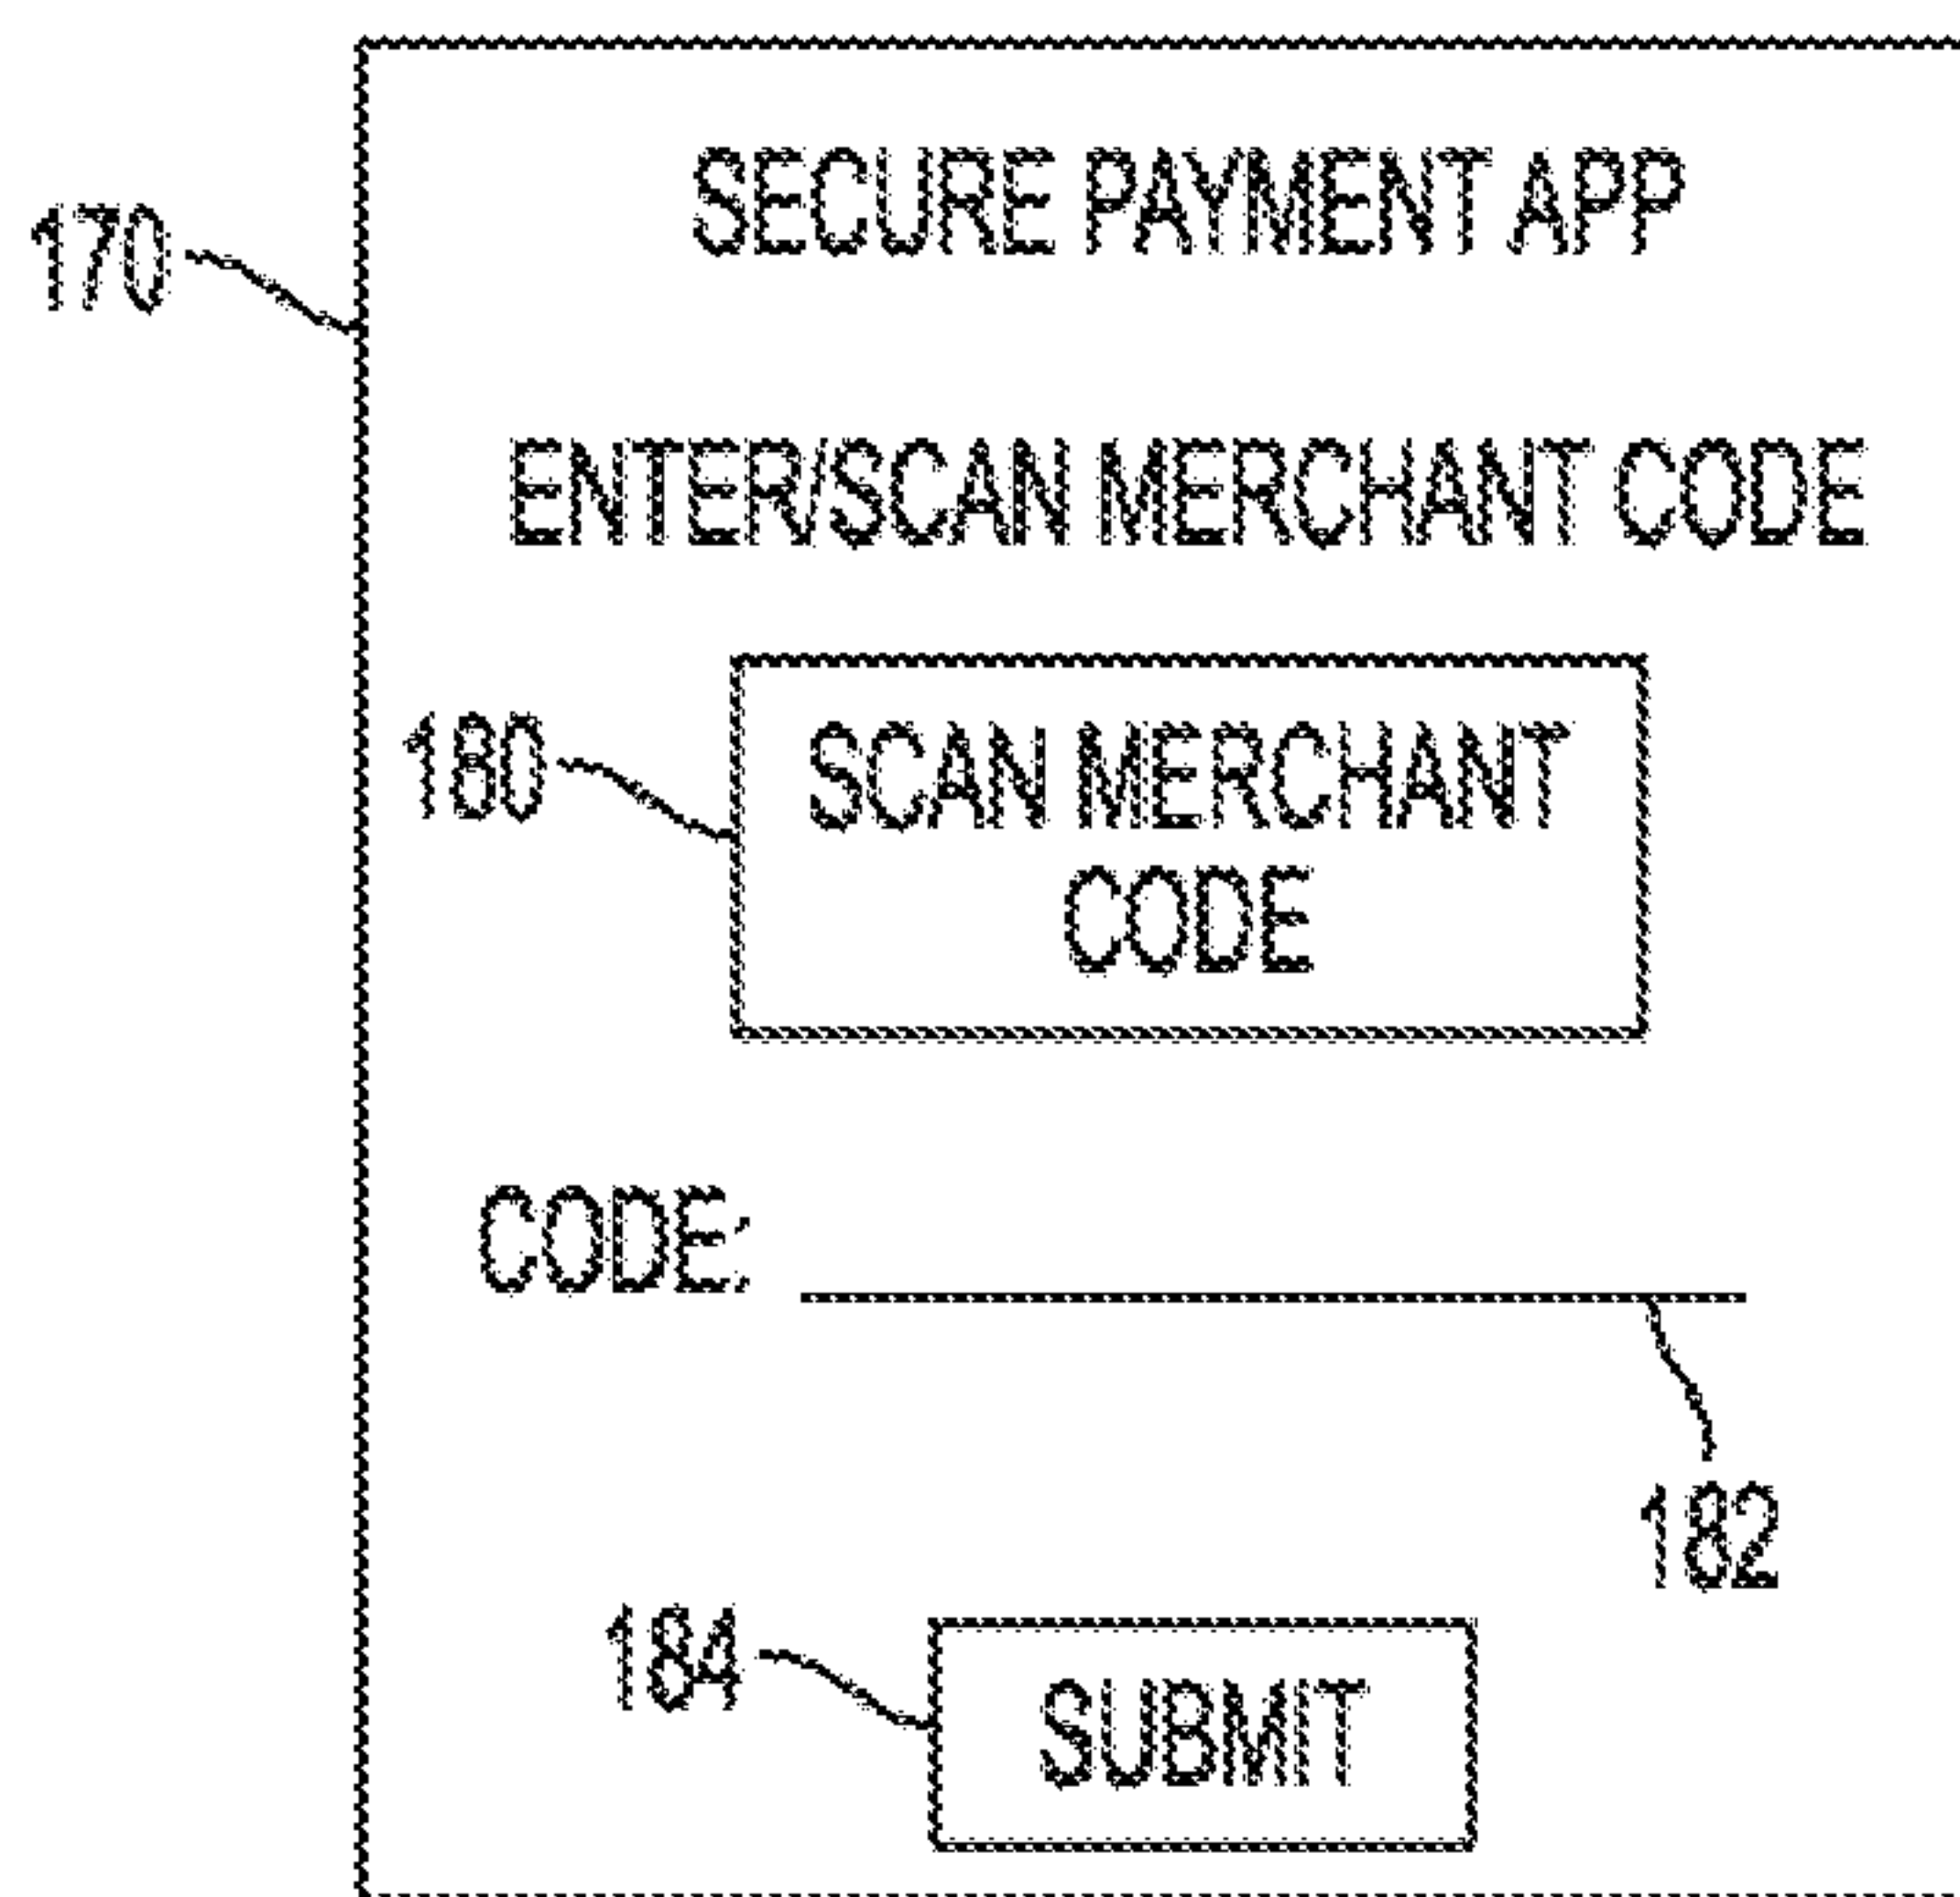 SECURE PAYMENT APP
170
ENTER/SCAN MERCHANT CODE
180
SCAN MERCHANT
CODE
CODE:
182
184
SUBMIT